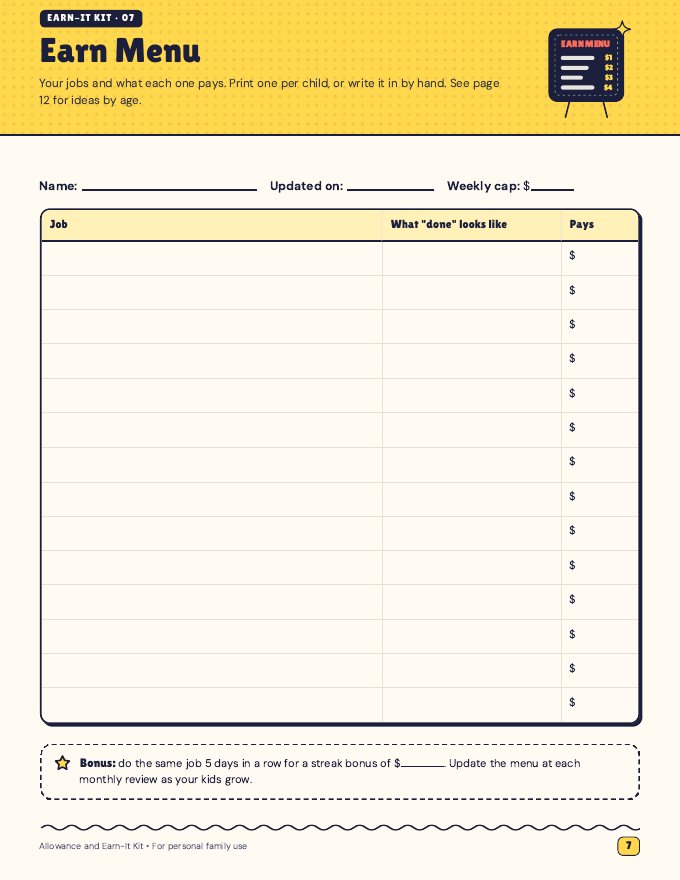 EARN-IT KIT • 07
Earn Menu
Your jobs and what each one pays. Print one per child, or write it in by hand. See page
12 for ideas by age.
EARN MENU
$1
$2
$3
$4
Name: Updated on: Weekly cap: $
Job What "done" looks like Pays
$
$
$
$
$
$
$
$
$
$
$
$
$
$
Bonus: do the same job 5 days in a row for a streak bonus of $. Update the menu at each
monthly review as your kids grow.
Allowance and Earn-It Kit • For personal family use 7